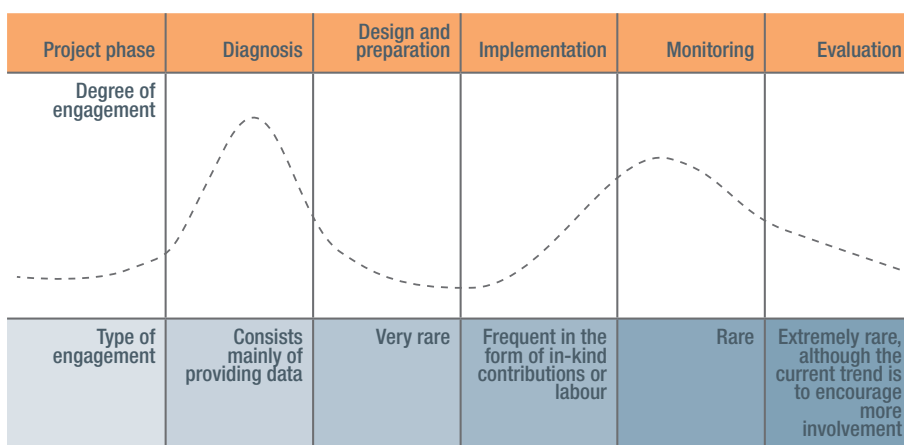 Project phase
Diagnosis
Design and
preparation
Implementation
Monitoring
Evaluation
Degree of
engagement
Type of
engagement
Consists
mainly of
providing data
Very rare
Frequent in the
form of in-kind
contributions or
labour
Rare
Extremely rare,
although the
current trend is
to encourage
more
involvement